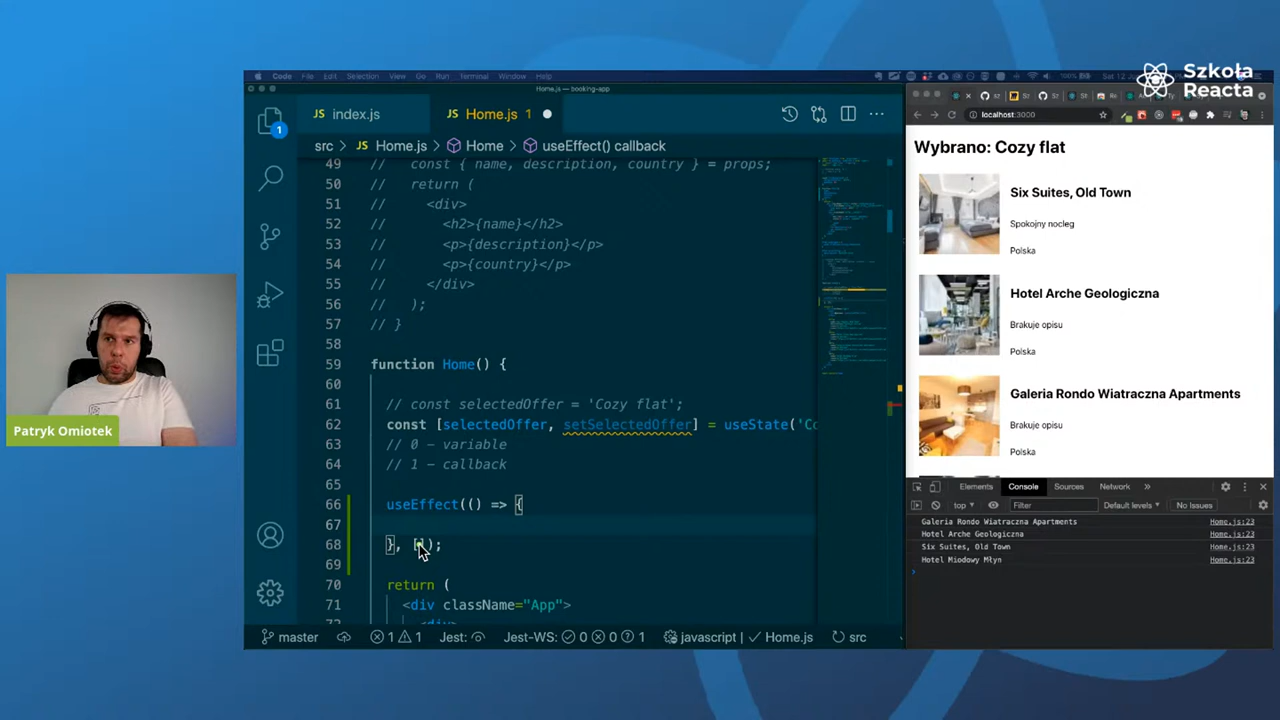 Szkoła
Reacta
Code File Edit Selection View Go Run Terminal Window Help
100%
Home.js — booking-app
JS index.js
JS Home.js 1
src > JS Home.js > Home > useEffect() callback
49 // const { name, description, country } = props;
50 // return (
51 // <div>
52 // <h2>{name}</h2>
53 // <p>{description}</p>
54 // <p>{country}</p>
55 // </div>
56 // );
57 // }
58
59 function Home() {
60
61 // const selectedOffer = 'Cozy flat';
62 const [selectedOffer, setSelectedOffer] = useState('Co
63 // 0 - variable
64 // 1 - callback
65
66 useEffect(() => {
67
68 }, []);
69
70 return (
71 <div className="App">
<div>
1
master 1 1 Jest: Jest-WS: 0 0 1 javascript Home.js src
localhost:3000
Wybrano: Cozy flat
Six Suites, Old Town
Spokojny nocleg
Polska
Hotel Arche Geologiczna
Brakuje opisu
Polska
Galeria Rondo Wiatraczna Apartments
Brakuje opisu
Polska
Elements Console Sources Network
top Filter Default levels No Issues
Galeria Rondo Wiatraczna Apartments Home.js:23
Hotel Arche Geologiczna Home.js:23
Six Suites, Old Town Home.js:23
Hotel Miodowy Młyn Home.js:23
Patryk Omiotek